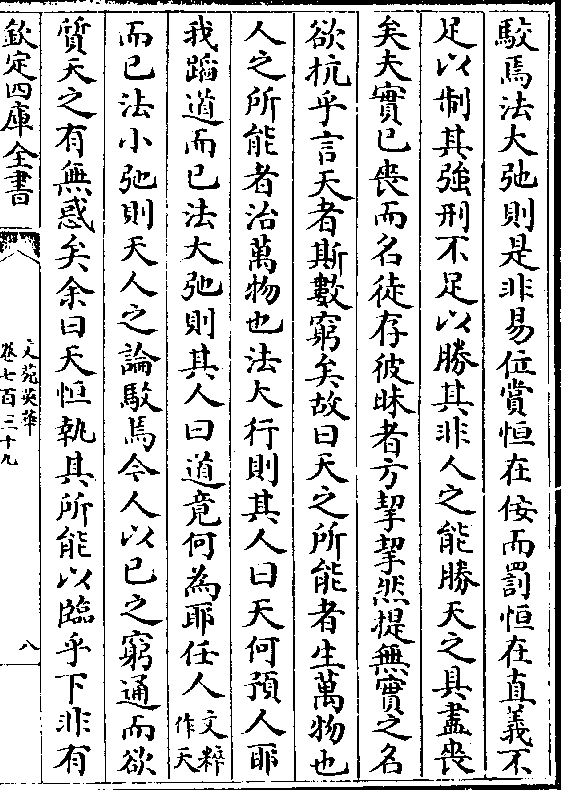 駮焉法大弛則是非易位賞恒在佞而罰恒在直義不
足以制其強刑不足以勝其非人之能勝天之具盡喪
矣夫實已喪而名徒存彼昧者方挈挈然提無實之名
欲抗乎言天者斯數窮矣故曰天之所能者生萬物也
人之所能者治萬物也法大行則其人曰天何預人耶
我蹈道而已法大弛則其人曰道竟何為耶任人文粹作天
而已法小弛則天人之論駮焉今人以已之窮通而欲
質天之有無惑矣余曰天恒執其所能以臨乎下非有
欽定四庫全書
文苑英華
卷七百三十九
八